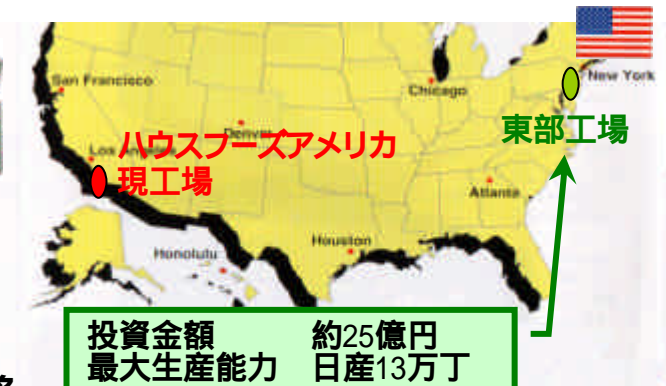 San Francisco
New York
Chicago
東部工場
Denver
Los Angeles
ハウスフーズアメリカ
現工場
Atlanta
Houston
Honolulu
投資金額 約25億円
最大生産能力 日産13万丁